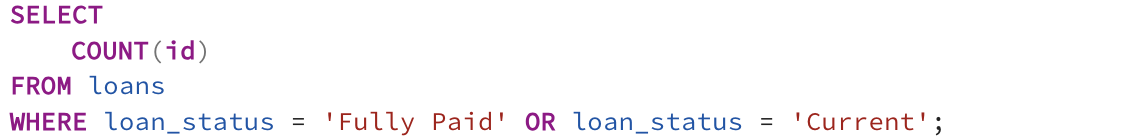 SELECT
    COUNT(id)
FROM loans
WHERE loan_status = 'Fully Paid' OR loan_status = 'Current';